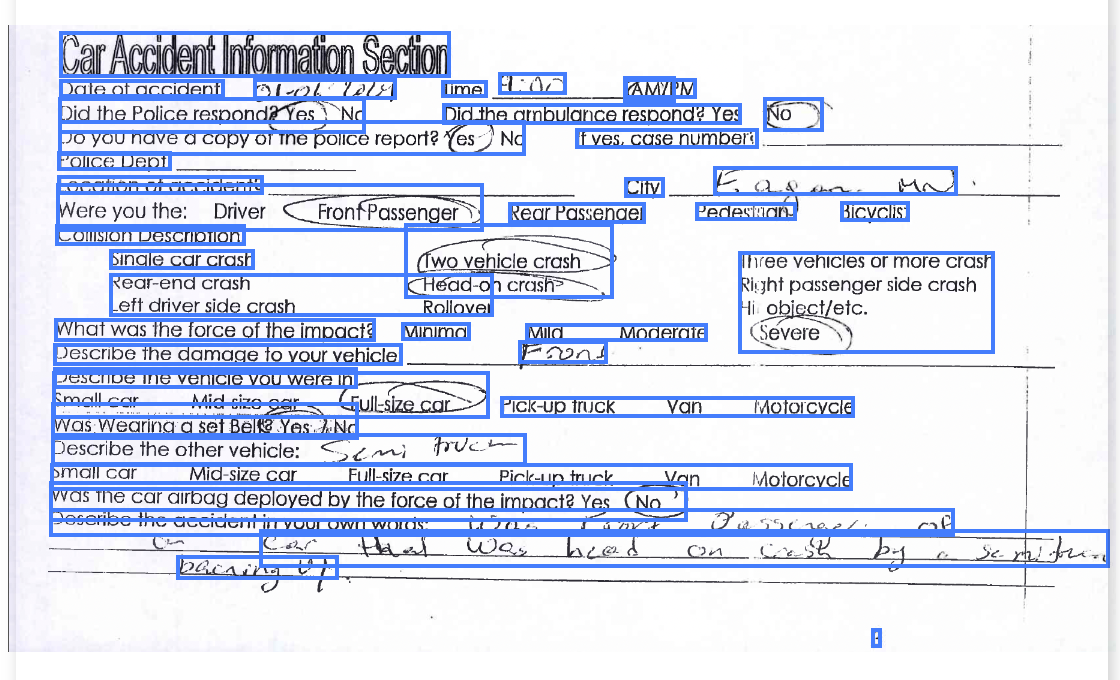 Car Accident Information Section
Date of accident 01-06-2019 Time 9:00 AM/PM
Did the Police respond? Yes No Did the ambulance respond? Yes No
Do you have a copy of the police report? Yes No If yes, case number:
Police Dept
Location of accident: City Eagan MN.
Were you the: Driver Front Passenger Rear Passenger Pedestrian Bicyclist
Collision Description
Single car crash Two vehicle crash Three vehicles or more crash
Rear-end crash Head-on crash Right passenger side crash
Left driver side crash Rollover Hit object/etc.
What was the force of the impact? Minimal Mild Moderate Severe
Describe the damage to your vehicle Front
Describe the vehicle you were in
Small car Mid-size car Full-size car Pick-up truck Van Motorcycle
Was Wearing a set Belt? Yes / No
Describe the other vehicle: Semi truck
Small car Mid-size car Full-size car Pick-up truck Van Motorcycle
Was the car airbag deployed by the force of the impact? Yes No
Describe the accident in your own words: Was Front Passenger of
a car that was head on crash by a semi truck
backing up.